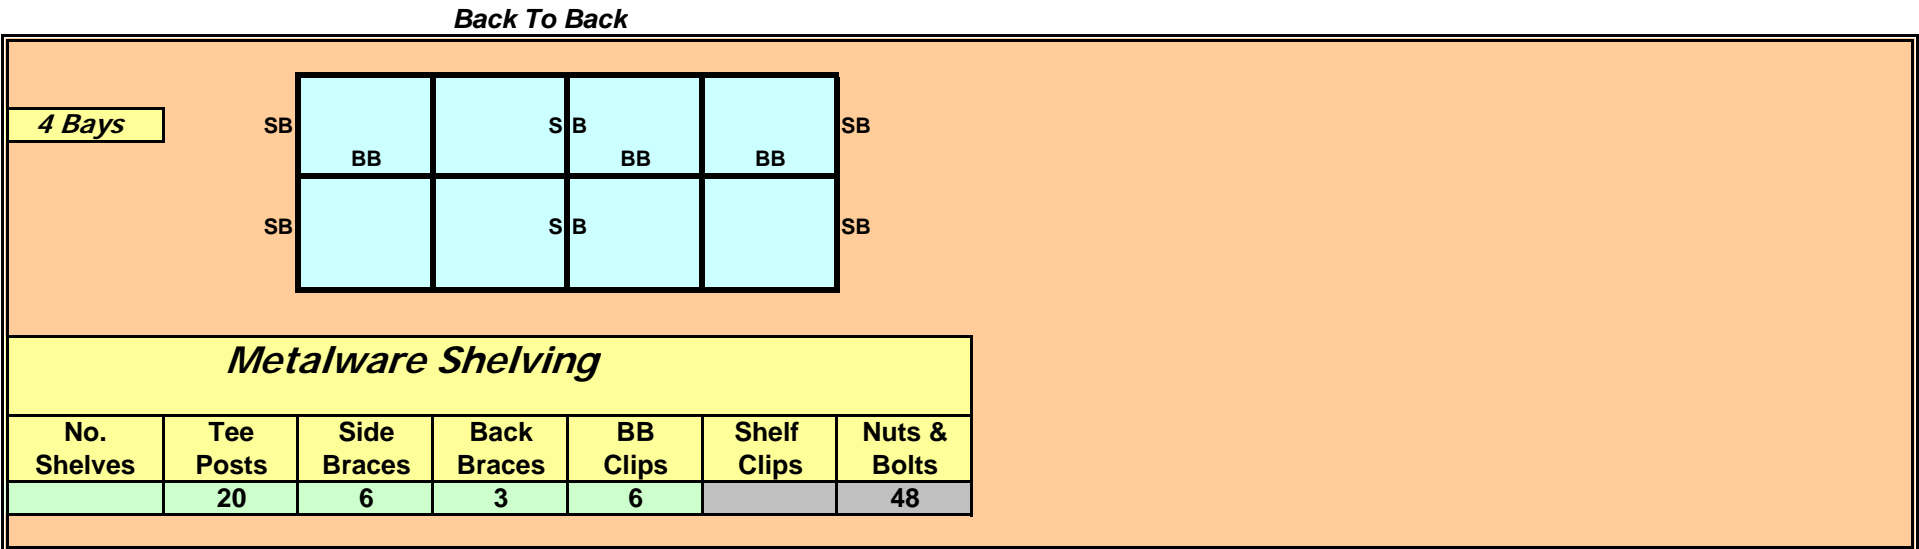 Back To Back
4 Bays SB S B SB
BB BB BB
SB S B SB
Metalware Shelving
No. Tee Side Back BB Shelf Nuts &
Shelves Posts Braces Braces Clips Clips Bolts
20 6 3 6 48